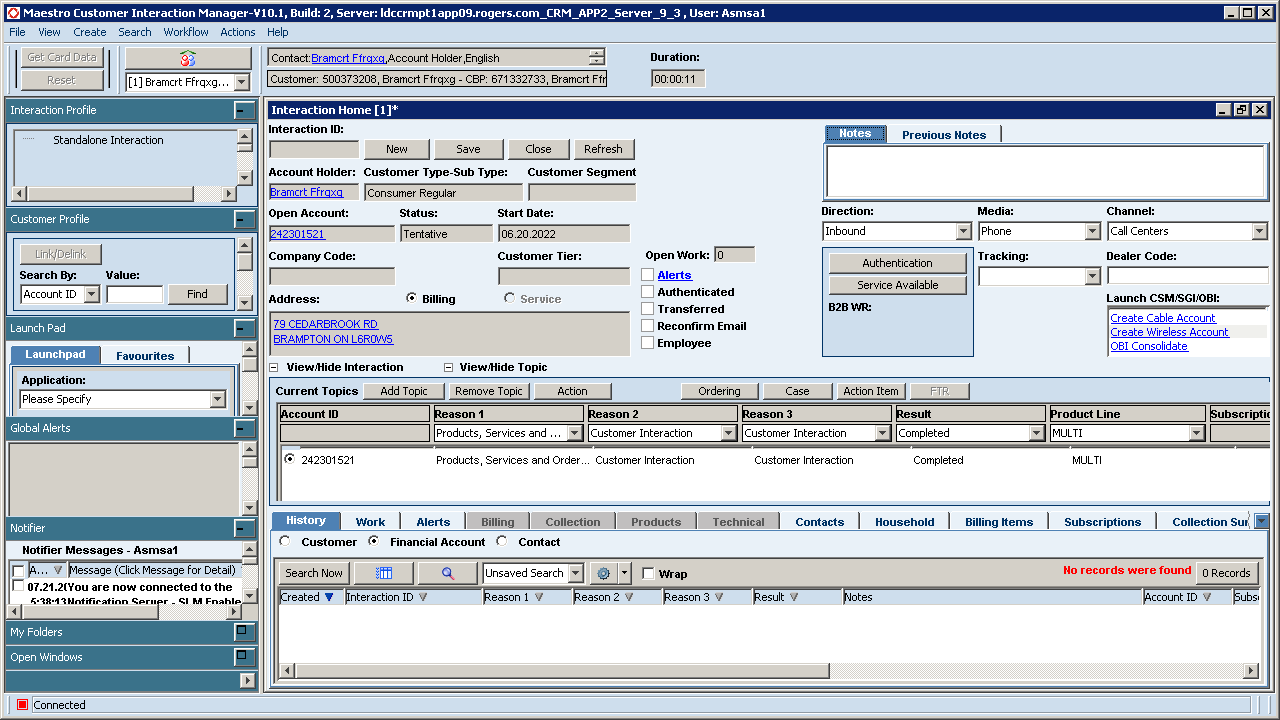 Maestro Customer Interaction Manager-V10.1, Build: 2, Server: ldccrmpt1app09.rogers.com_CRM_APP2_Server_9_3 , User: Asmsa1
File View Create Search Workflow Actions Help
Get Card Data
Reset
[1] Bramcrt Ffrqxg...
Contact:Bramcrt Ffrqxg,Account Holder,English
Customer: 500373208, Bramcrt Ffrqxg - CBP: 671332733, Bramcrt Ffr
Duration:
00:00:11
Interaction Profile
Standalone Interaction
Customer Profile
Link/Delink
Search By: Value:
Account ID Find
Launch Pad
Launchpad Favourites
Application:
Please Specify
Global Alerts
Notifier
Notifier Messages - Asmsa1
A... Message (Click Message for Detail)
07.21.2( You are now connected to the
5:38:13 Notification Server - SLM Enable
My Folders
Open Windows
Interaction Home [1]*
Interaction ID:
New Save Close Refresh
Account Holder: Customer Type-Sub Type: Customer Segment
Bramcrt Ffrqxg Consumer Regular
Open Account: Status: Start Date:
242301521 Tentative 06.20.2022
Company Code: Customer Tier:
Address: Billing Service
79 CEDARBROOK RD
BRAMPTON ON L6R0W5
Open Work: 0
Alerts
Authenticated
Transferred
Reconfirm Email
Employee
Notes Previous Notes
Direction: Media: Channel:
Inbound Phone Call Centers
Authentication
Service Available
B2B WR:
Tracking: Dealer Code:
Launch CSM/SGI/OBI:
Create Cable Account
Create Wireless Account
OBI Consolidate
View/Hide Interaction View/Hide Topic
Current Topics Add Topic Remove Topic Action Ordering Case Action Item FTR
Account ID Reason 1 Reason 2 Reason 3 Result Product Line Subscriptio
Products, Services and ... Customer Interaction Customer Interaction Completed MULTI
242301521 Products, Services and Order... Customer Interaction Customer Interaction Completed MULTI
History Work Alerts Billing Collection Products Technical Contacts Household Billing Items Subscriptions Collection Sur
Customer Financial Account Contact
Search Now Unsaved Search Wrap No records were found 0 Records
Created Interaction ID Reason 1 Reason 2 Reason 3 Result Notes Account ID Subsc
Connected